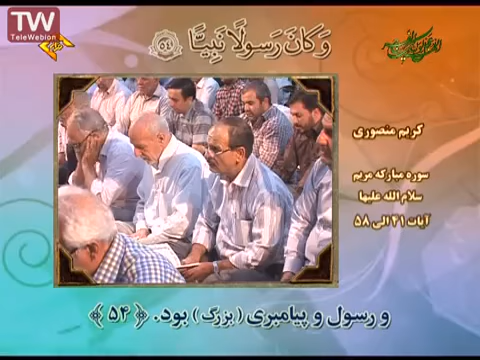 TW
TeleWebion
وَكَانَ رَسُولًا نَبِيًّا ﴿٥٤﴾
کریم منصوری
سوره مبارکه مریم
سلام الله علیها
آیات ۴۱ الی ۵۸
و رسول و پیامبری ( بزرگ ) بود. ﴿ ۵۴ ﴾